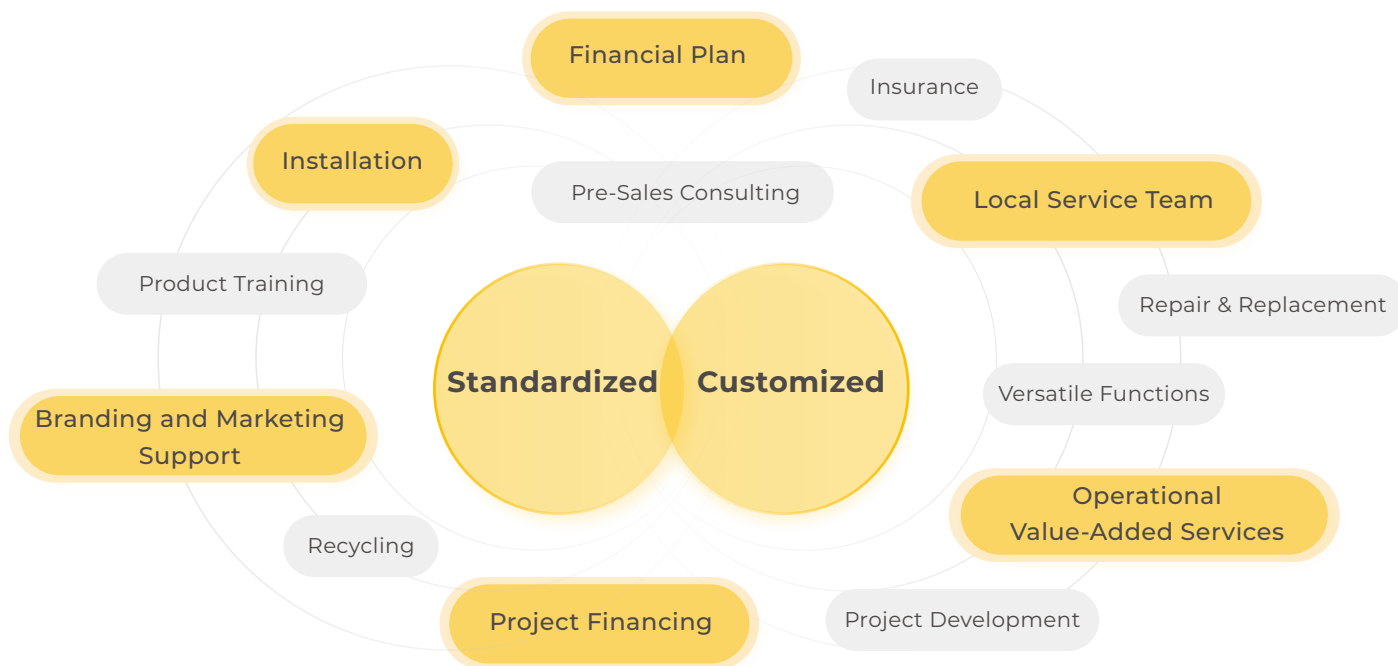 Financial Plan
Insurance
Installation
Pre-Sales Consulting
Local Service Team
Product Training
Repair & Replacement
Standardized
Customized
Versatile Functions
Branding and Marketing
Support
Operational
Value-Added Services
Recycling
Project Financing
Project Development